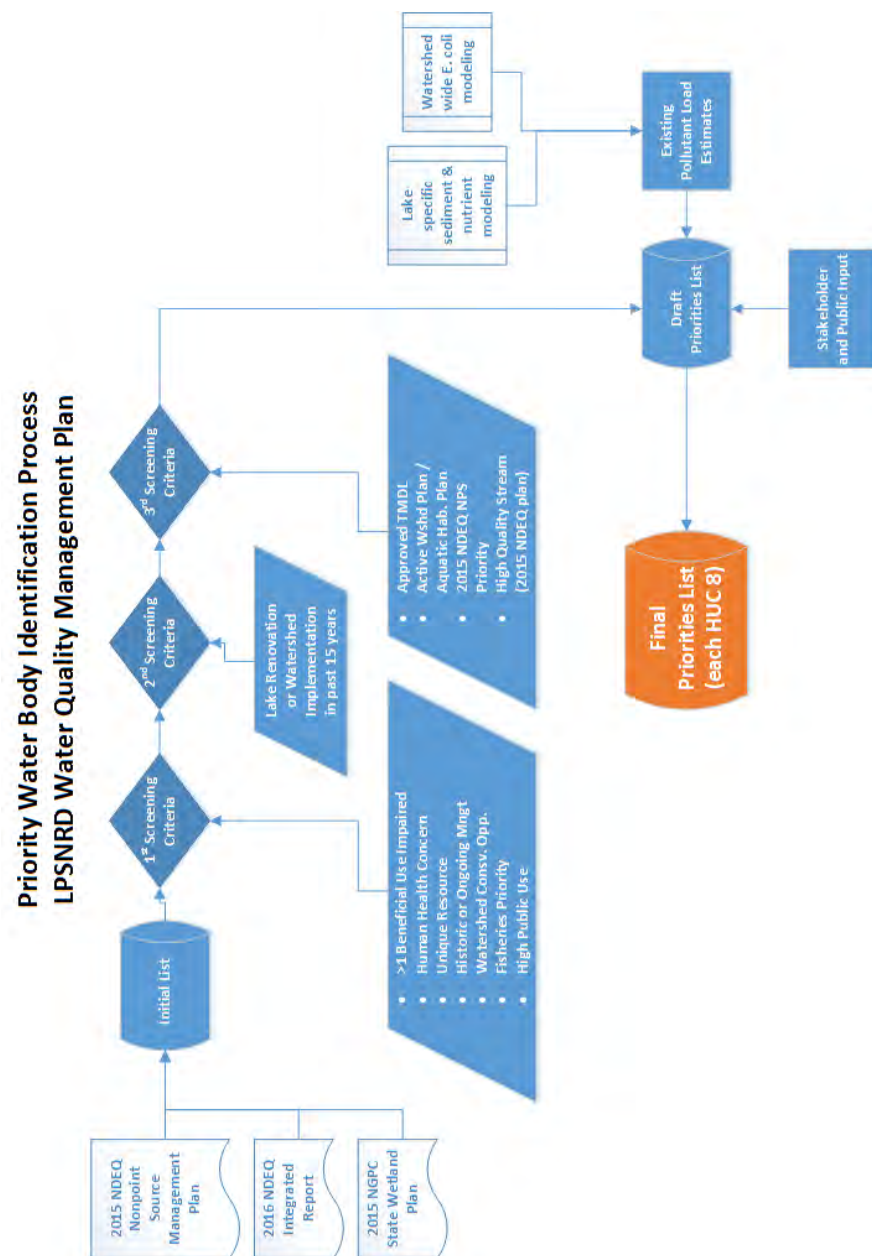 Priority Water Body Identification Process
LPSNRD Water Quality Management Plan
2015 NDEQ
Nonpoint
Source
Management
Plan
2016 NDEQ
Integrated
Report
2015 NGPC
State Wetland
Plan
Initial List
1st Screening
Criteria
2nd Screening
Criteria
3rd Screening
Criteria
• >1 Beneficial Use Impaired
• Human Health Concern
• Unique Resource
• Historic or Ongoing Mngt
• Watershed Consv. Opp.
• Fisheries Priority
• High Public Use
Lake Renovation
or Watershed
Implementation
in past 15 years
• Approved TMDL
• Active Wshd Plan /
Aquatic Hab. Plan
• 2015 NDEQ NPS
Priority
• High Quality Stream
(2015 NDEQ plan)
Lake-
specific
sediment &
nutrient
modeling
Watershed
wide E. coli
modeling
Existing
Pollutant Load
Estimates
Draft
Priorities List
Stakeholder
and Public Input
Final
Priorities List
(each HUC 8)